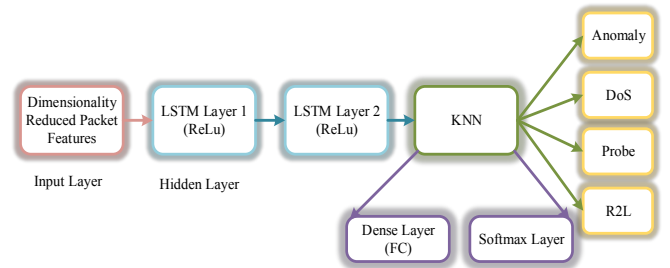 Dimensionality
Reduced Packet
Features
Input Layer
LSTM Layer 1
(ReLu)
Hidden Layer
LSTM Layer 2
(ReLu)
KNN
Dense Layer
(FC)
Softmax Layer
Anomaly
DoS
Probe
R2L